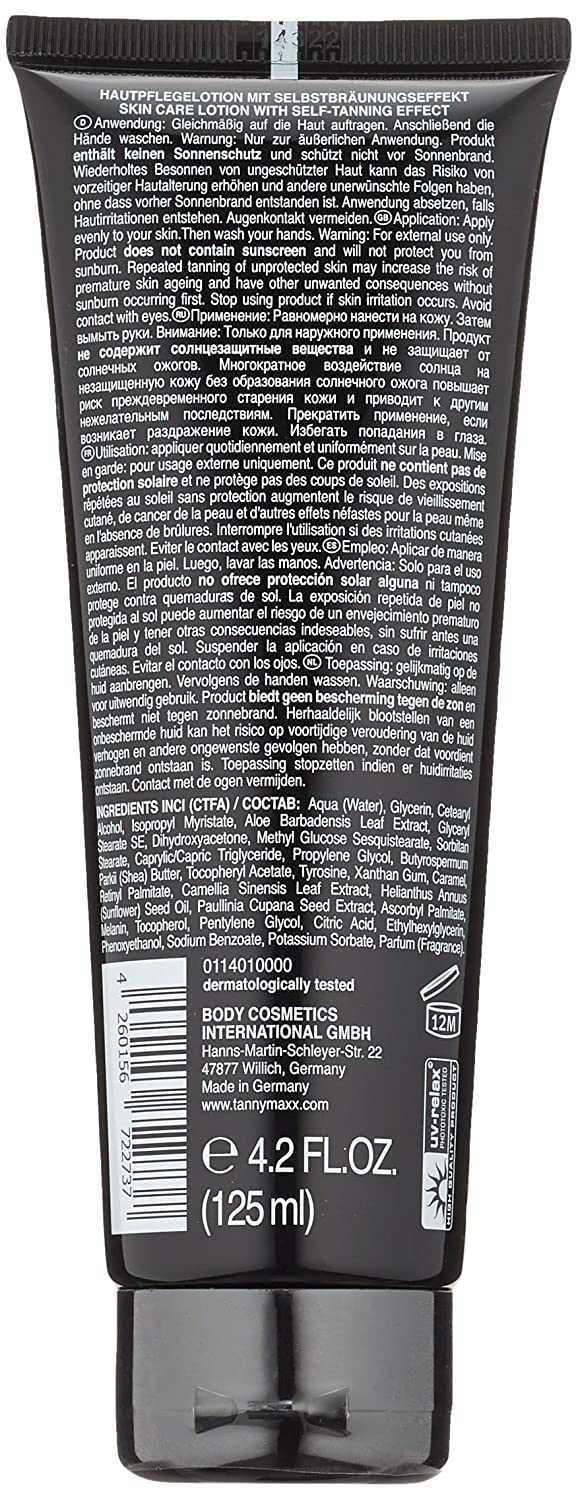 HAUTPFLEGELOTION MIT SELBSTBRÄUNUNGSEFFEKT
SKIN CARE LOTION WITH SELF-TANNING EFFECT
D Anwendung: Gleichmäßig auf die Haut auftragen. Anschließend die
Hände waschen. Warnung: Nur zur äußerlichen Anwendung. Produkt
enthält keinen Sonnenschutz und schützt nicht vor Sonnenbrand.
Wiederholtes Besonnen von ungeschützter Haut kann das Risiko von
vorzeitiger Hautalterung erhöhen und andere unerwünschte Folgen haben,
ohne dass vorher Sonnenbrand entstanden ist. Anwendung absetzen, falls
Hautirritationen entstehen. Augenkontakt vermeiden. GB Application: Apply
evenly to your skin.Then wash your hands. Warning: For external use only.
Product does not contain sunscreen and will not protect you from
sunburn. Repeated tanning of unprotected skin may increase the risk of
premature skin ageing and have other unwanted consequences without
sunburn occurring first. Stop using product if skin irritation occurs. Avoid
contact with eyes. RU Применение: Равномерно нанести на кожу. Затем
вымыть руки. Внимание: Только для наружного применения. Продукт
не содержит солнцезащитные вещества и не защищает от
солнечных ожогов. Многократное воздействие солнца на
незащищенную кожу без образования солнечного ожога повышает
риск преждевременного старения кожи и приводит к другим
нежелательным последствиям. Прекратить применение, если
возникает раздражение кожи. Избегать попадания в глаза.
FR Utilisation: appliquer quotidiennement et uniformément sur la peau. Mise
en garde: pour usage externe uniquement. Ce produit ne contient pas de
protection solaire et ne protège pas des coups de soleil. Des expositions
répétées au soleil sans protection augmentent le risque de vieillissement
cutané, de cancer de la peau et d'autres effets néfastes pour la peau même
en l'absence de brûlures. Interrompre l'utilisation si des irritations cutanées
apparaissent. Eviter le contact avec les yeux. ES Empleo: Aplicar de manera
uniforme en la piel. Luego, lavar las manos. Advertencia: Solo para el uso
externo. El producto no ofrece protección solar alguna ni tampoco
protege contra quemaduras de sol. La exposición repetida de piel no
protegida al sol puede aumentar el riesgo de un envejecimiento prematuro
de la piel y tener otras consecuencias indeseables, sin sufrir antes una
quemadura del sol. Suspender la aplicación en caso de irritaciones
cutáneas. Evitar el contacto con los ojos. NL Toepassing: gelijkmatig op de
huid aanbrengen. Vervolgens de handen wassen. Waarschuwing: alleen
voor uitwendig gebruik. Product biedt geen bescherming tegen de zon en
beschermt niet tegen zonnebrand. Herhaaldelijk blootstellen van een
onbeschermde huid kan het risico op voortijdige veroudering van de huid
verhogen en andere ongewenste gevolgen hebben, zonder dat voordien
zonnebrand ontstaan is. Toepassing stopzetten indien er huidirritaties
ontstaan. Contact met de ogen vermijden.
INGREDIENTS INCI (CTFA) / СОСТАВ: Aqua (Water), Glycerin, Cetearyl
Alcohol, Isopropyl Myristate, Aloe Barbadensis Leaf Extract, Glyceryl
Stearate SE, Dihydroxyacetone, Methyl Glucose Sesquistearate, Sorbitan
Stearate, Caprylic/Capric Triglyceride, Propylene Glycol, Butyrospermum
Parkii (Shea) Butter, Tocopheryl Acetate, Tyrosine, Xanthan Gum, Caramel,
Retinyl Palmitate, Camellia Sinensis Leaf Extract, Helianthus Annuus
(Sunflower) Seed Oil, Paullinia Cupana Seed Extract, Ascorbyl Palmitate,
Melanin, Tocopherol, Pentylene Glycol, Citric Acid, Ethylhexylglycerin,
Phenoxyethanol, Sodium Benzoate, Potassium Sorbate, Parfum (Fragrance).
0114010000
dermatologically tested
BODY COSMETICS
INTERNATIONAL GMBH
Hanns-Martin-Schleyer-Str. 22
47877 Willich, Germany
Made in Germany
www.tannymaxx.com
℮ 4.2 FL.OZ.
(125 ml)
4 260156 722737
12M
uv-relax®
PHOTOTOXIC TESTED
HIGH QUALITY PRODUCT